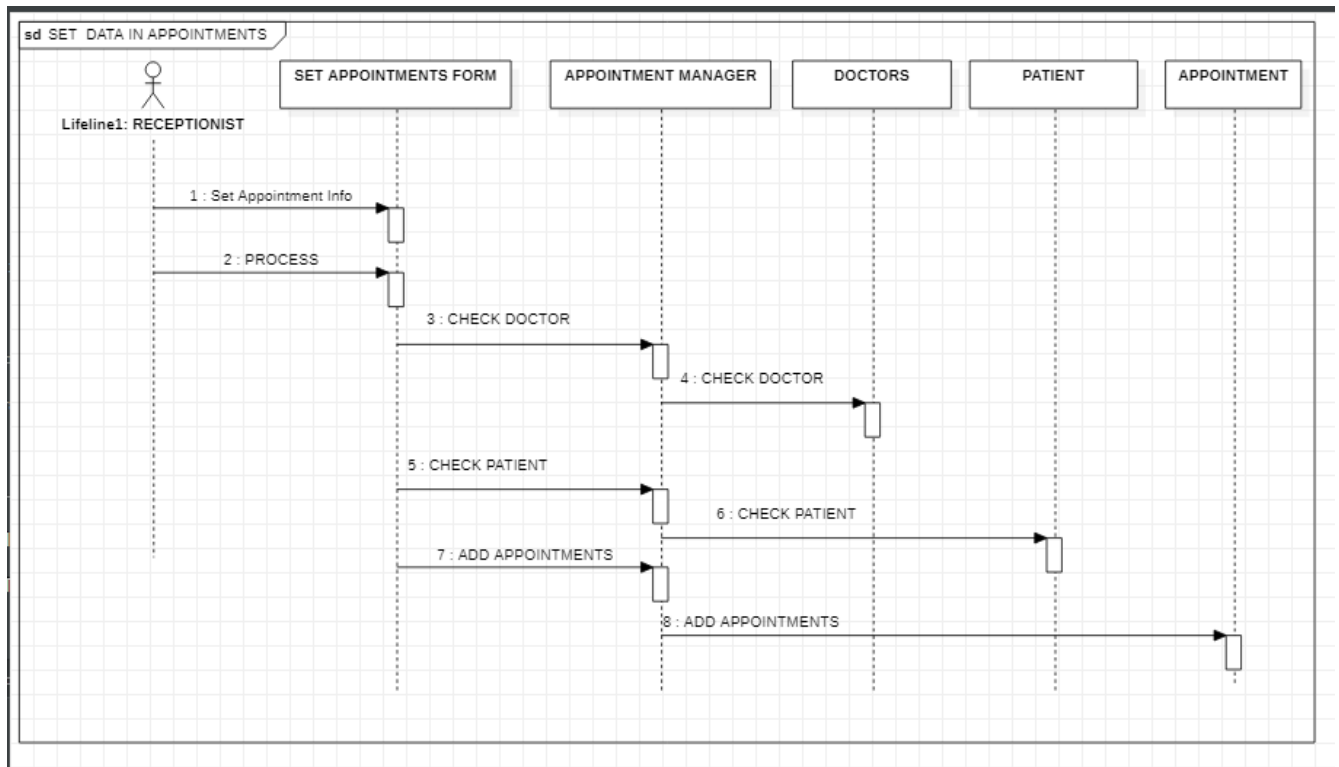 sd SET DATA IN APPOINTMENTS
SET APPOINTMENTS FORM
APPOINTMENT MANAGER
DOCTORS
PATIENT
APPOINTMENT
Lifeline1: RECEPTIONIST
1 : Set Appointment Info
2 : PROCESS
3 : CHECK DOCTOR
4 : CHECK DOCTOR
5 : CHECK PATIENT
6 : CHECK PATIENT
7 : ADD APPOINTMENTS
8 : ADD APPOINTMENTS